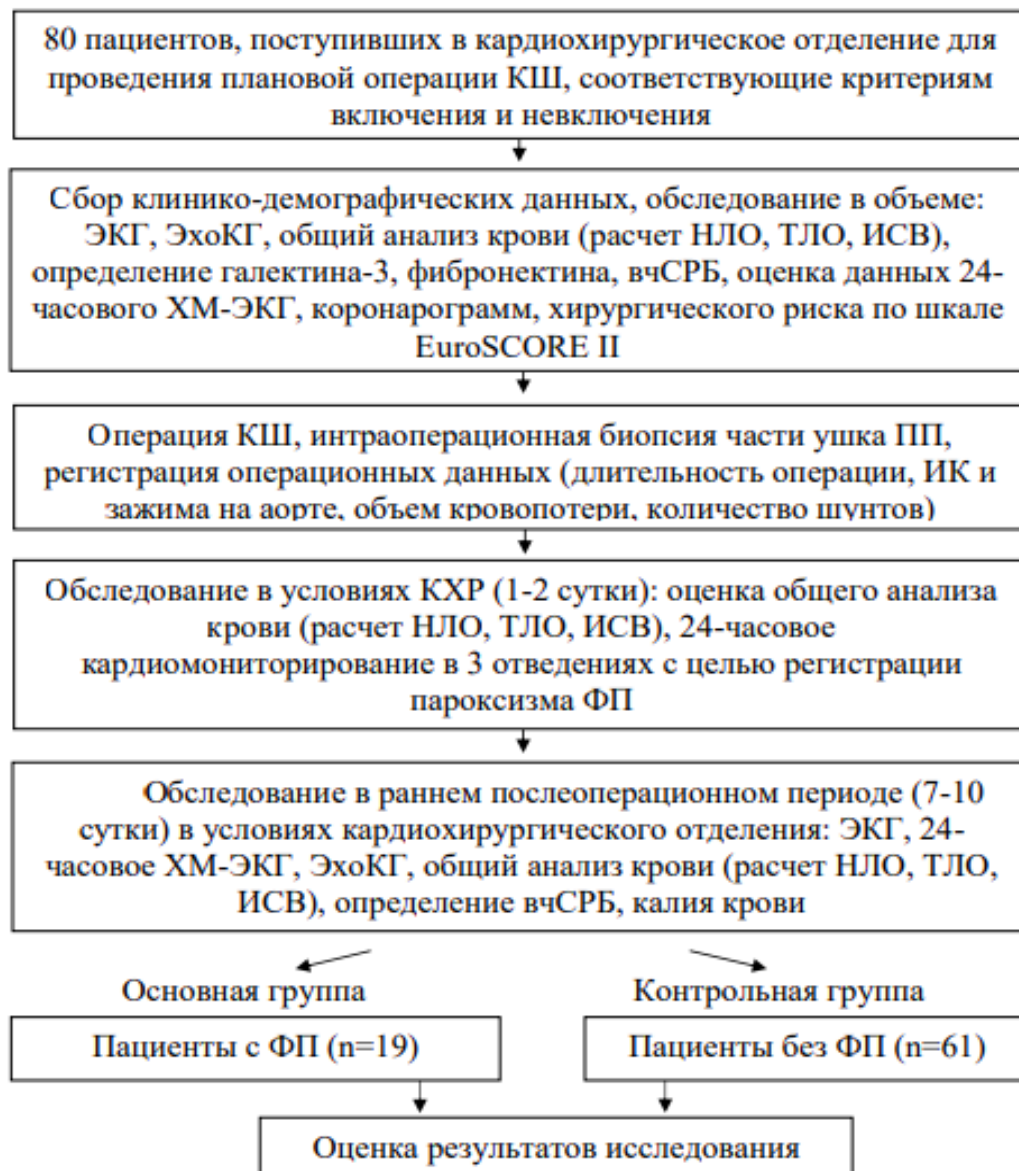 80 пациентов, поступивших в кардиохирургическое отделение для
проведения плановой операции КШ, соответствующие критериям
включения и невключения
Сбор клинико-демографических данных, обследование в объеме:
ЭКГ, ЭхоКГ, общий анализ крови (расчет НЛО, ТЛО, ИСВ),
определение галектина-3, фибронектина, вчСРБ, оценка данных 24-
часового ХМ-ЭКГ, коронарограмм, хирургического риска по шкале
EuroSCORE II
Операция КШ, интраоперационная биопсия части ушка ПП,
регистрация операционных данных (длительность операции, ИК и
зажима на аорте, объем кровопотери, количество шунтов)
Обследование в условиях КХР (1-2 сутки): оценка общего анализа
крови (расчет НЛО, ТЛО, ИСВ), 24-часовое
кардиомониторирование в 3 отведениях с целью регистрации
пароксизма ФП
Обследование в раннем послеоперационном периоде (7-10
сутки) в условиях кардиохирургического отделения: ЭКГ, 24-
часовое ХМ-ЭКГ, ЭхоКГ, общий анализ крови (расчет НЛО, ТЛО,
ИСВ), определение вчСРБ, калия крови
Основная группа
Контрольная группа
Пациенты с ФП (n=19)
Пациенты без ФП (n=61)
Оценка результатов исследования